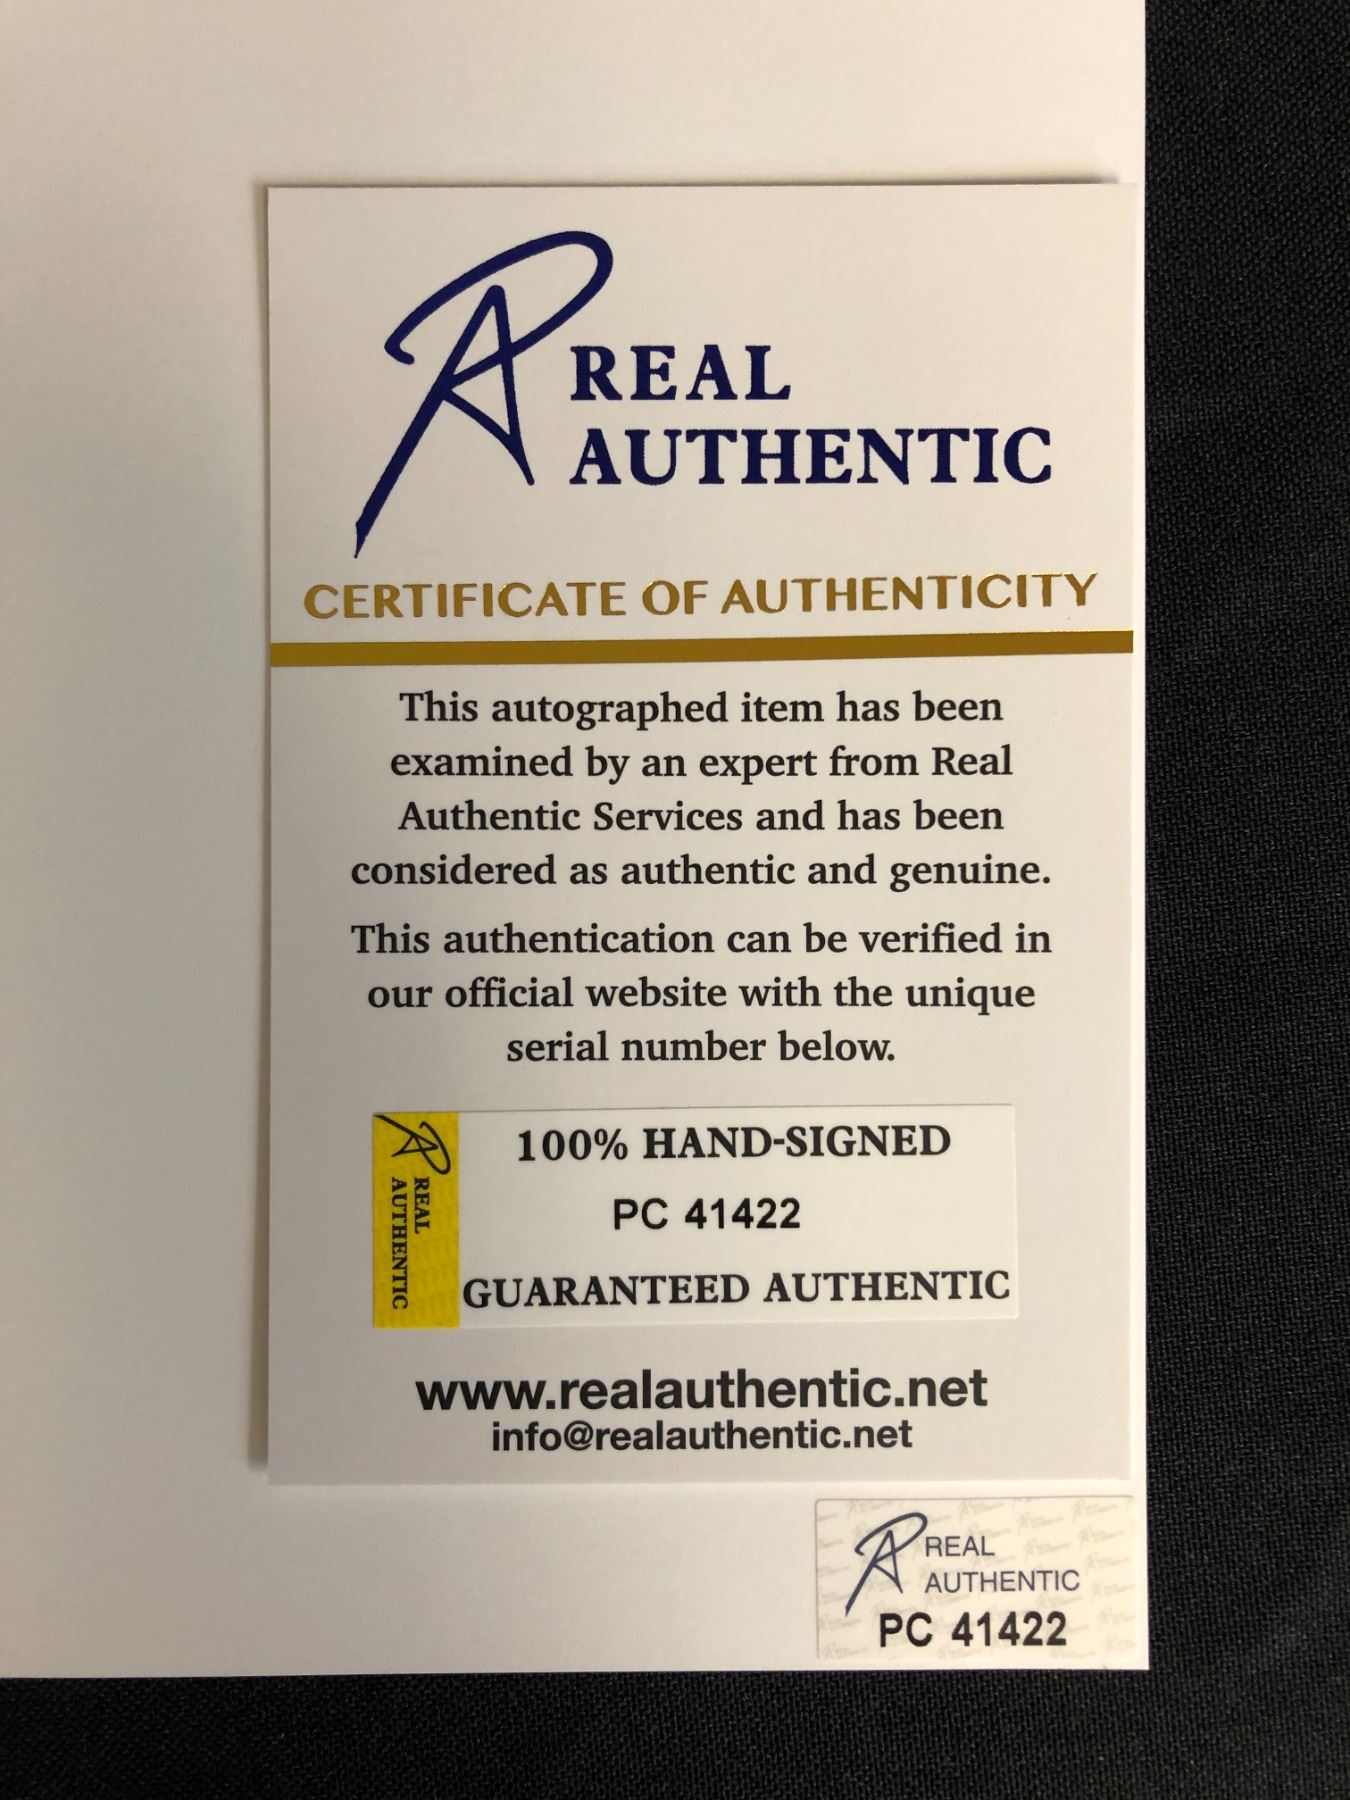 REAL
AUTHENTIC
CERTIFICATE OF AUTHENTICITY
This autographed item has been
examined by an expert from Real
Authentic Services and has been
considered as authentic and genuine.
This authentication can be verified in
our official website with the unique
serial number below.
REAL
AUTHENTIC
100% HAND-SIGNED
PC 41422
GUARANTEED AUTHENTIC
www.realauthentic.net
info@realauthentic.net
REAL
AUTHENTIC
PC 41422